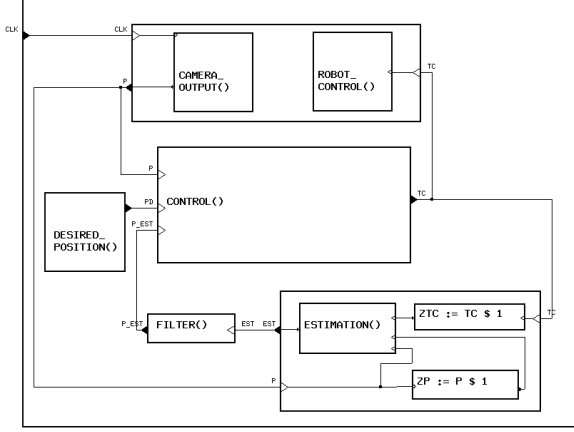 CLK
CLK
CAMERA_
OUTPUT()
ROBOT_
CONTROL()
TC
P
P
CONTROL()
TC
PD
P_EST
DESIRED_
POSITION()
P_EST
FILTER()
EST
EST
ESTIMATION()
ZTC := TC $ 1
TC
P
ZP := P $ 1